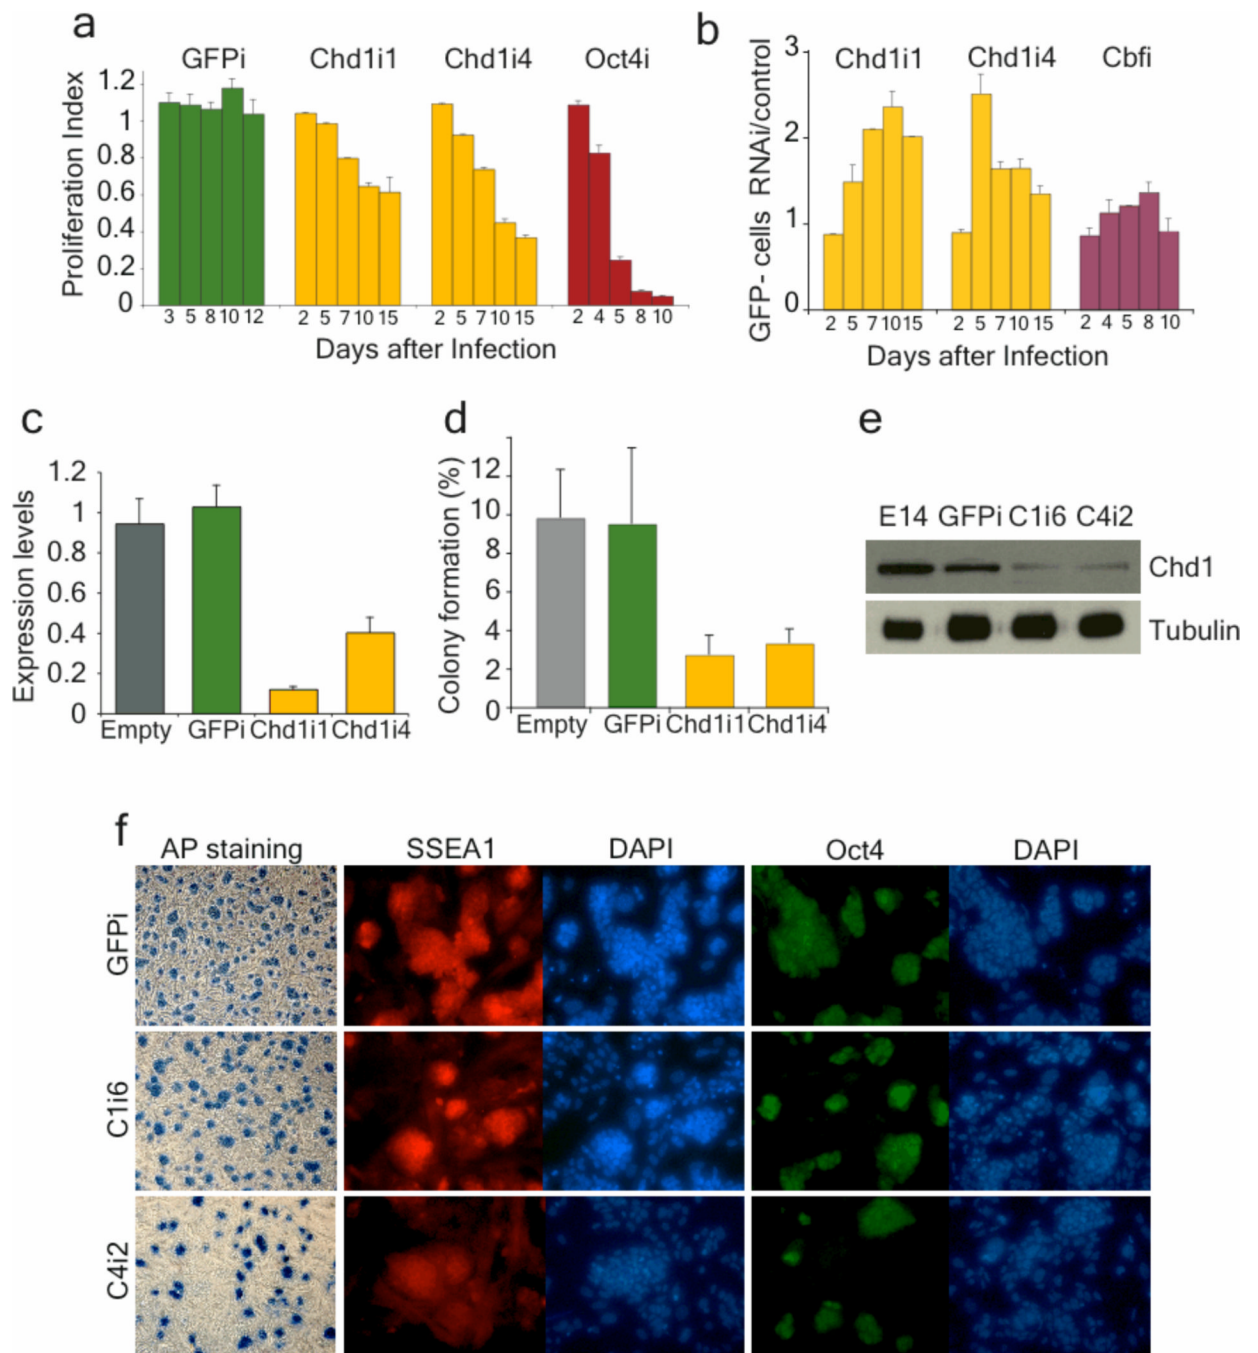 a
GFPi Chd1i1 Chd1i4 Oct4i
Proliferation Index
1.2
1
0.8
0.6
0.4
0.2
0
3 5 8 10 12 2 5 7 10 15 2 5 7 10 15 2 4 5 8 10
Days after Infection
b
Chd1i1 Chd1i4 Cbfi
GFP - cells RNAi/control
3
2
1
0
2 5 7 10 15 2 5 7 10 15 2 4 5 8 10
Days after Infection
c
Expression levels
1.2
1
0.8
0.6
0.4
0.2
0
Empty GFPi Chd1i1 Chd1i4
d
Colony formation (%)
12
10
8
6
4
2
0
Empty GFPi Chd1i1 Chd1i4
e
E14 GFPi C1i6 C4i2
Chd1
Tubulin
f
AP staining SSEA1 DAPI Oct4 DAPI
GFPi
C1i6
C4i2